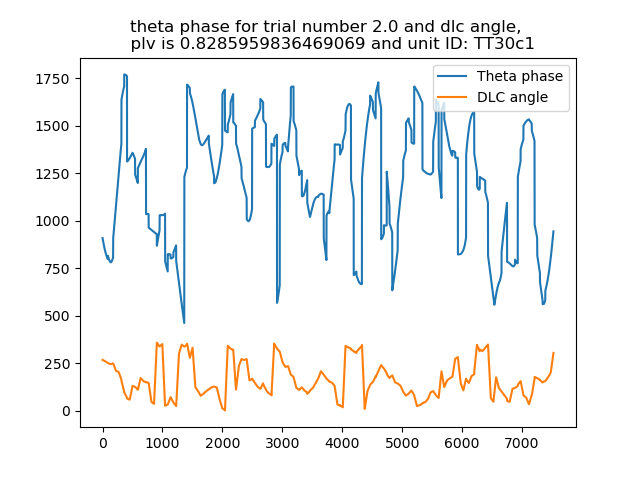 theta phase for trial number 2.0 and dlc angle,
plv is 0.8285959836469069 and unit ID: TT30c1
Theta phase
DLC angle
1750
1500
1250
1000
750
500
250
0
0 1000 2000 3000 4000 5000 6000 7000